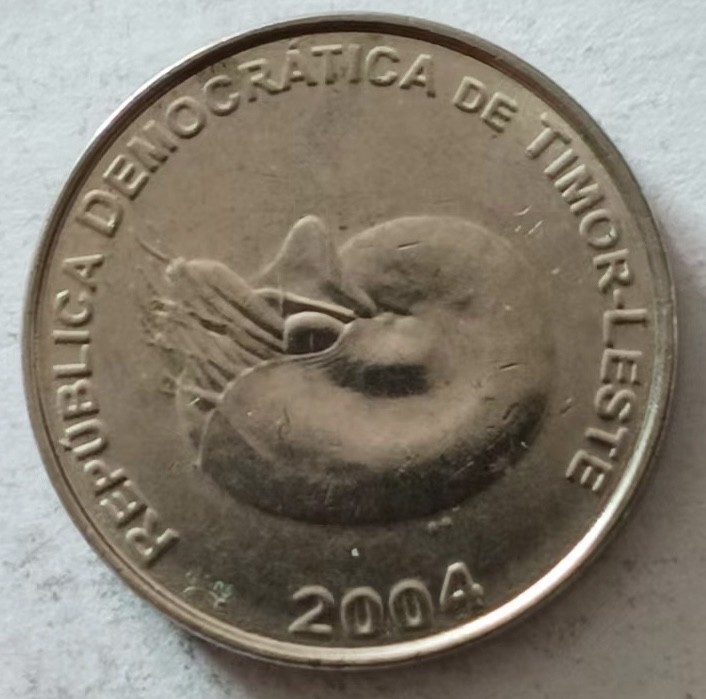 REPÚBLICA DEMOCRÁTICA DE TIMOR-LESTE
2004